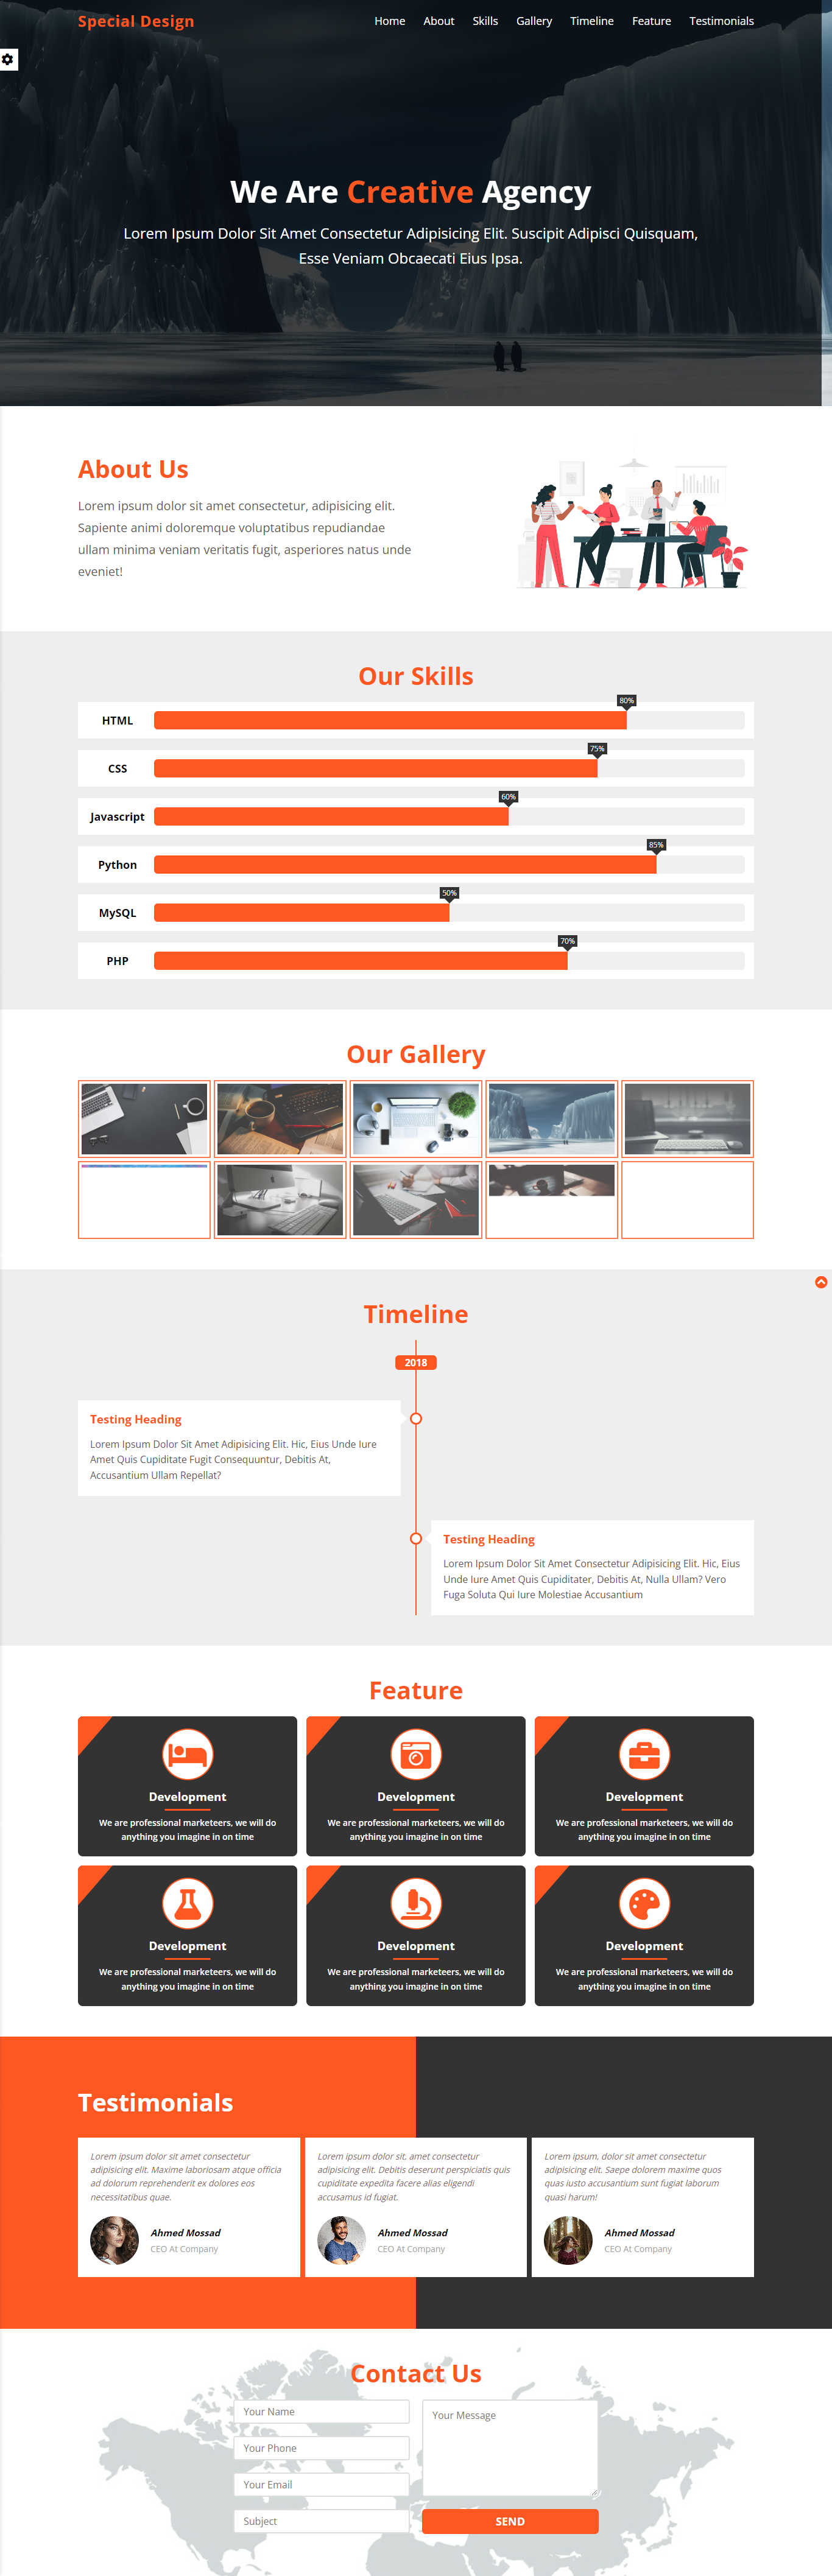 Special Design
Home About Skills Gallery Timeline Feature Testimonials
We Are Creative Agency
Lorem Ipsum Dolor Sit Amet Consectetur Adipisicing Elit. Suscipit Adipisci Quisquam,
Esse Veniam Obcaecati Eius Ipsa.
About Us
Lorem ipsum dolor sit amet consectetur, adipisicing elit.
Sapiente animi doloremque voluptatibus repudiandae
ullam minima veniam veritatis fugit, asperiores natus unde
eveniet!
Our Skills
80%
HTML
75%
CSS
60%
Javascript
85%
Python
50%
MySQL
70%
PHP
Our Gallery
Timeline
2018
Testing Heading
Lorem Ipsum Dolor Sit Amet Adipisicing Elit. Hic, Eius Unde Iure
Amet Quis Cupiditate Fugit Consequuntur, Debitis At,
Accusantium Ullam Repellat?
Testing Heading
Lorem Ipsum Dolor Sit Amet Consectetur Adipisicing Elit. Hic, Eius
Unde Iure Amet Quis Cupiditater, Debitis At, Nulla Ullam? Vero
Fuga Soluta Qui Iure Molestiae Accusantium
Feature
Development
We are professional marketeers, we will do
anything you imagine in on time
Development
We are professional marketeers, we will do
anything you imagine in on time
Development
We are professional marketeers, we will do
anything you imagine in on time
Development
We are professional marketeers, we will do
anything you imagine in on time
Development
We are professional marketeers, we will do
anything you imagine in on time
Development
We are professional marketeers, we will do
anything you imagine in on time
Testimonials
Lorem ipsum dolor sit amet consectetur
adipisicing elit. Maxime laboriosam atque officia
ad dolorum reprehenderit ex dolores eos
necessitatibus quae.
Ahmed Mossad
CEO At Company
Lorem ipsum dolor sit, amet consectetur
adipisicing elit. Debitis deserunt perspiciatis quis
cupiditate expedita facere alias eligendi
accusamus id fugiat.
Ahmed Mossad
CEO At Company
Lorem ipsum, dolor sit amet consectetur
adipisicing elit. Saepe dolorem maxime quos
quas iusto accusantium sunt fugiat laborum
quasi harum!
Ahmed Mossad
CEO At Company
Contact Us
Your Name
Your Phone
Your Email
Subject
Your Message
SEND